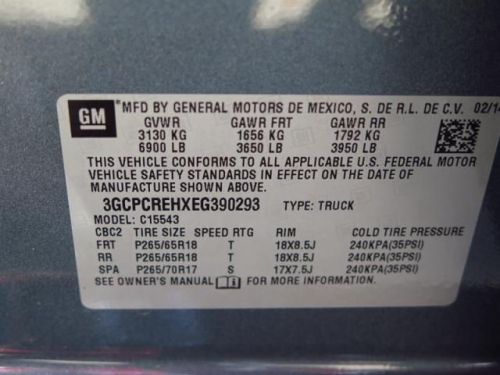 GM
MFD BY GENERAL MOTORS DE MEXICO, S. DE R.L. DE C.V. 02/14
GVWR GAWR FRT GAWR RR
3130 KG 1656 KG 1792 KG
6900 LB 3650 LB 3950 LB
THIS VEHICLE CONFORMS TO ALL APPLICABLE U.S. FEDERAL MOTOR
VEHICLE SAFETY STANDARDS IN EFFECT ON THE DATE OF
MANUFACTURE SHOWN ABOVE.
3GCPCREHXEG390293 TYPE: TRUCK
MODEL: C15543
CBC2 TIRE SIZE SPEED RTG RIM COLD TIRE PRESSURE
FRT P265/65R18 T 18X8.5J 240KPA(35PSI)
RR P265/65R18 T 18X8.5J 240KPA(35PSI)
SPA P265/70R17 S 17X7.5J 240KPA(35PSI)
SEE OWNER'S MANUAL FOR MORE INFORMATION